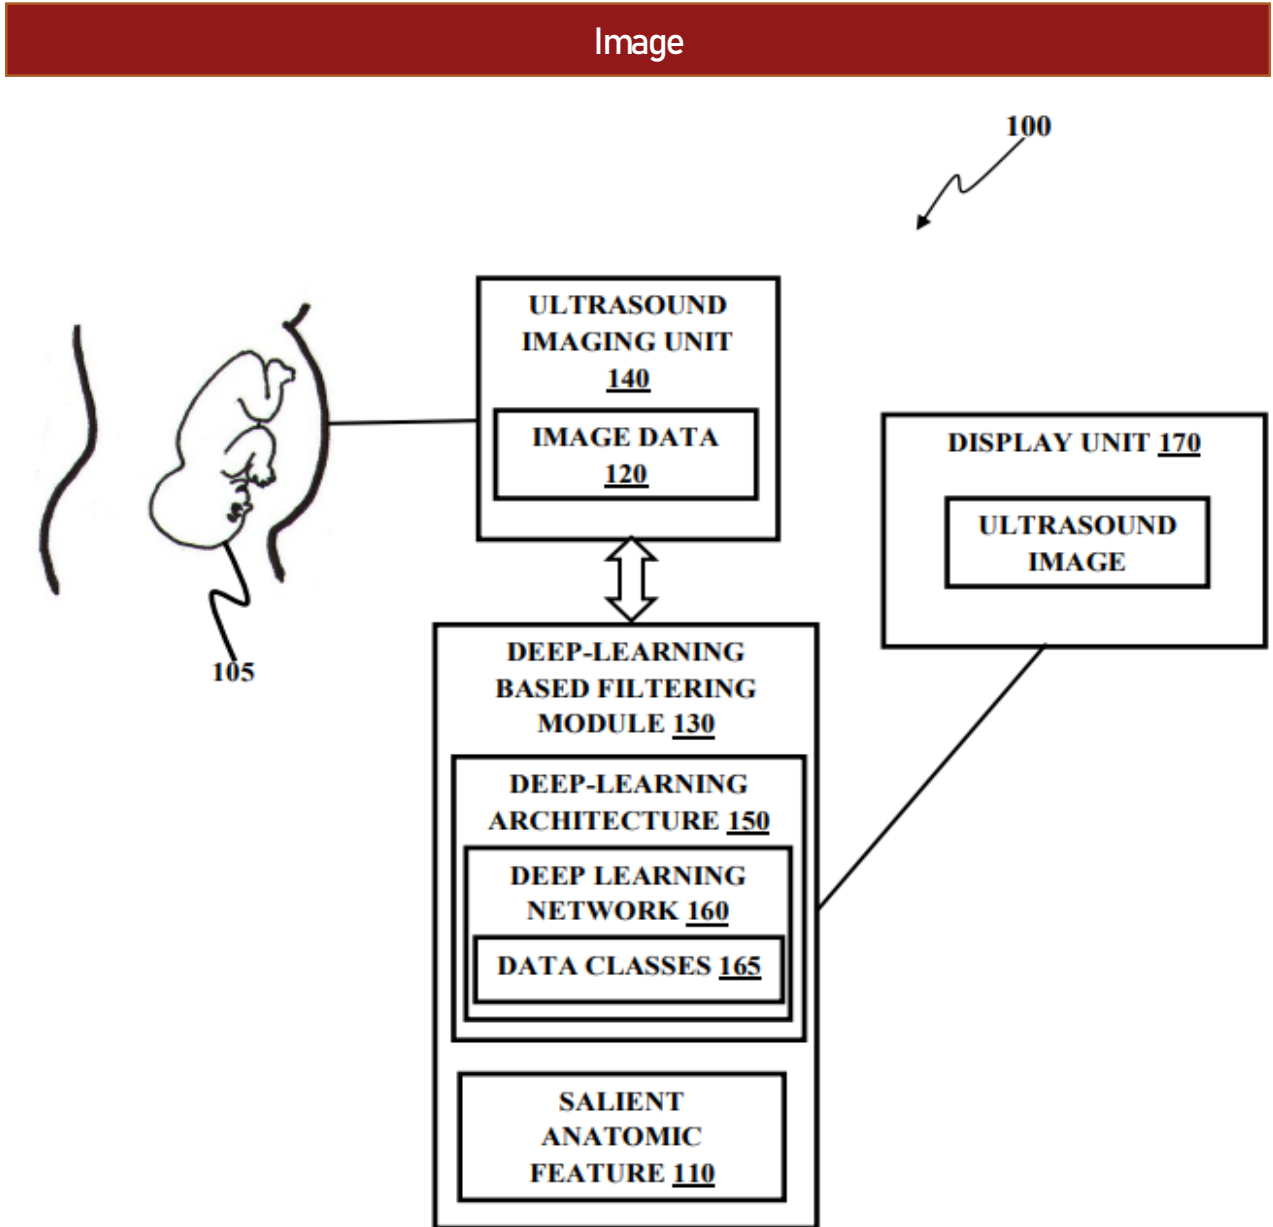 Image
100
ULTRASOUND
IMAGING UNIT
140
IMAGE DATA
120
DISPLAY UNIT 170
ULTRASOUND
IMAGE
105
DEEP-LEARNING
BASED FILTERING
MODULE 130
DEEP-LEARNING
ARCHITECTURE 150
DEEP LEARNING
NETWORK 160
DATA CLASSES 165
SALIENT
ANATOMIC
FEATURE 110